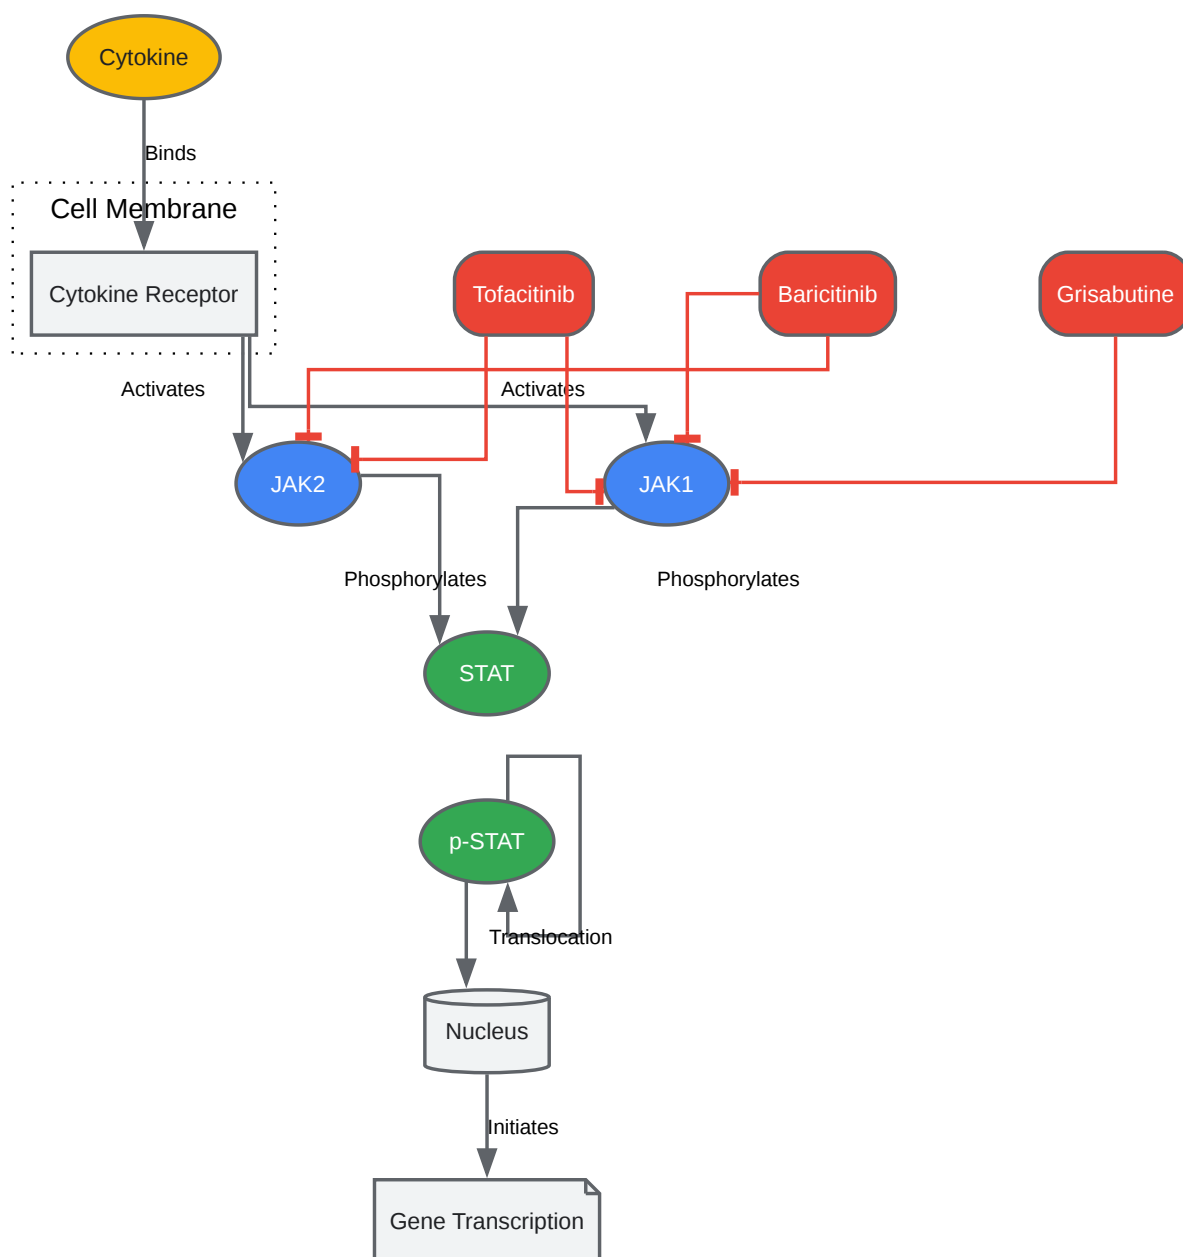 Cytokine
Binds
Cell Membrane
Cytokine Receptor
Tofacitinib
Baricitinib
Grisabutine
Activates
Activates
JAK2
JAK1
Phosphorylates
Phosphorylates
STAT
p-STAT
Translocation
Nucleus
Initiates
Gene Transcription